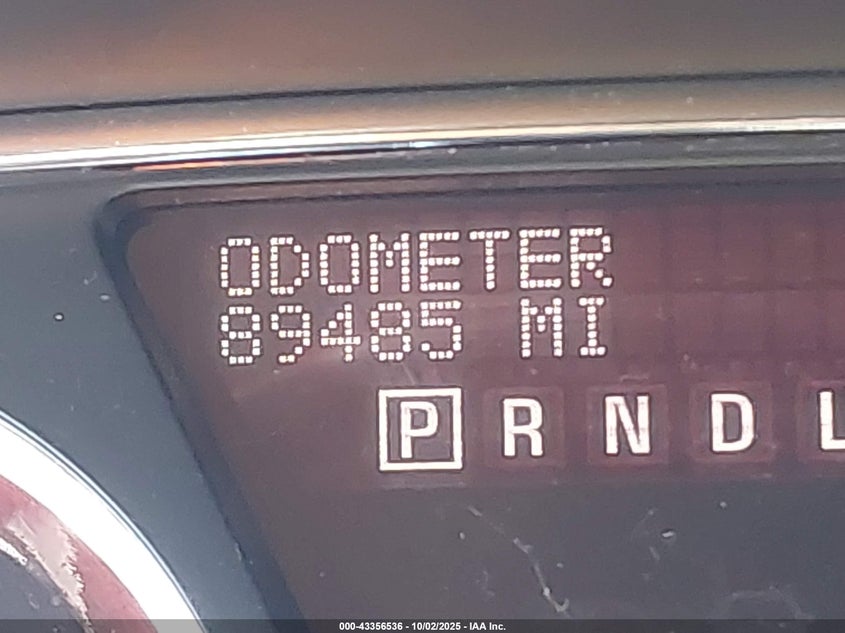 ODOMETER
89485 MI
P R N D L
000-43356536 - 10/02/2025 - IAA Inc.